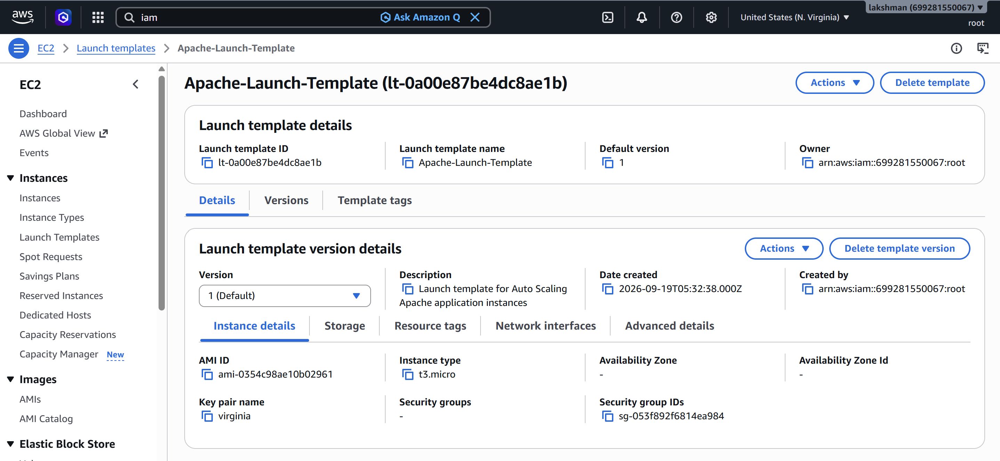 aws
iam
Ask Amazon Q
United States (N. Virginia)
lakshman (699281550067)
root
EC2
Launch templates
Apache-Launch-Template
EC2
Dashboard
AWS Global View
Events
Instances
Instances
Instance Types
Launch Templates
Spot Requests
Savings Plans
Reserved Instances
Dedicated Hosts
Capacity Reservations
Capacity Manager New
Images
AMIs
AMI Catalog
Elastic Block Store
Apache-Launch-Template (lt-0a00e87be4dc8ae1b)
Actions
Delete template
Launch template details
Launch template ID
lt-0a00e87be4dc8ae1b
Launch template name
Apache-Launch-Template
Default version
1
Owner
arn:aws:iam::699281550067:root
Details
Versions
Template tags
Launch template version details
Actions
Delete template version
Version
1 (Default)
Description
Launch template for Auto Scaling
Apache application instances
Date created
2026-09-19T05:32:38.000Z
Created by
arn:aws:iam::699281550067:root
Instance details
Storage
Resource tags
Network interfaces
Advanced details
AMI ID
ami-0354c98ae10b02961
Instance type
t3.micro
Availability Zone
-
Availability Zone Id
-
Key pair name
virginia
Security groups
-
Security group IDs
sg-053f892f6814ea984